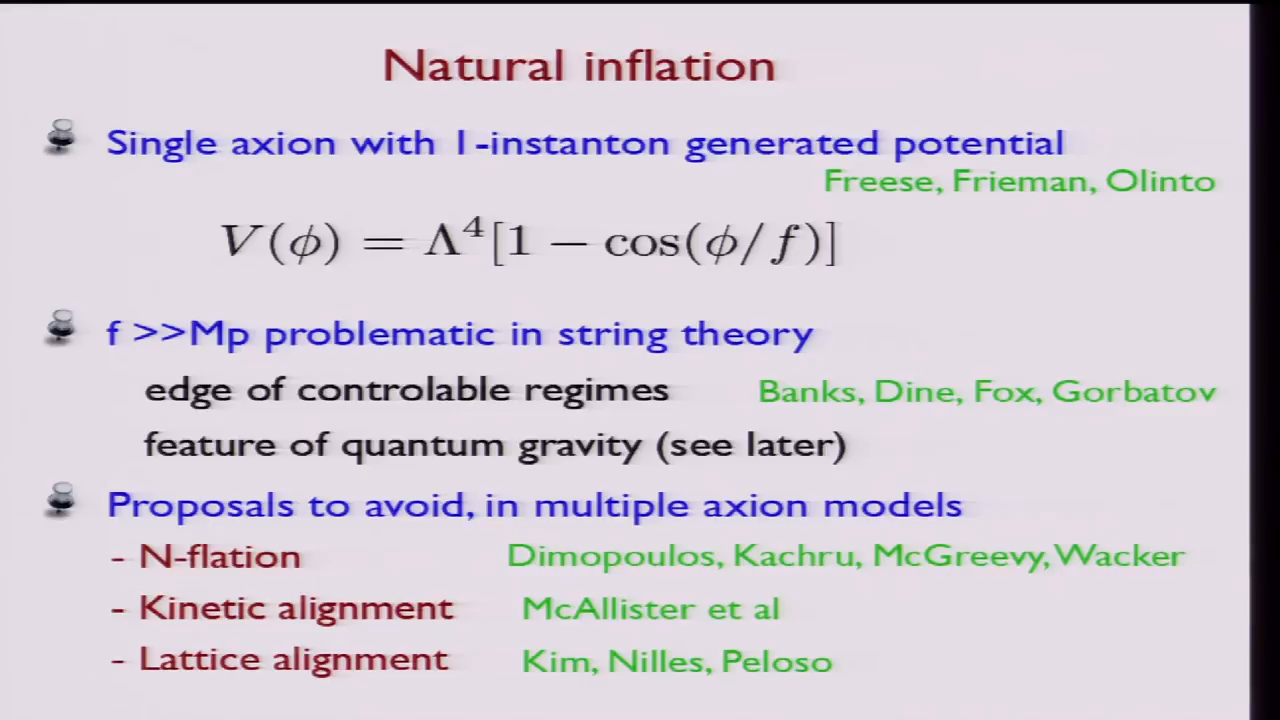 Natural inflation
Single axion with 1-instanton generated potential
Freese, Frieman, Olinto
V(ϕ) = Λ⁴[1 − cos(ϕ/f)]
f >>Mp problematic in string theory
edge of controlable regimes Banks, Dine, Fox, Gorbatov
feature of quantum gravity (see later)
Proposals to avoid, in multiple axion models
- N-flation Dimopoulos, Kachru, McGreevy, Wacker
- Kinetic alignment McAllister et al
- Lattice alignment Kim, Nilles, Peloso